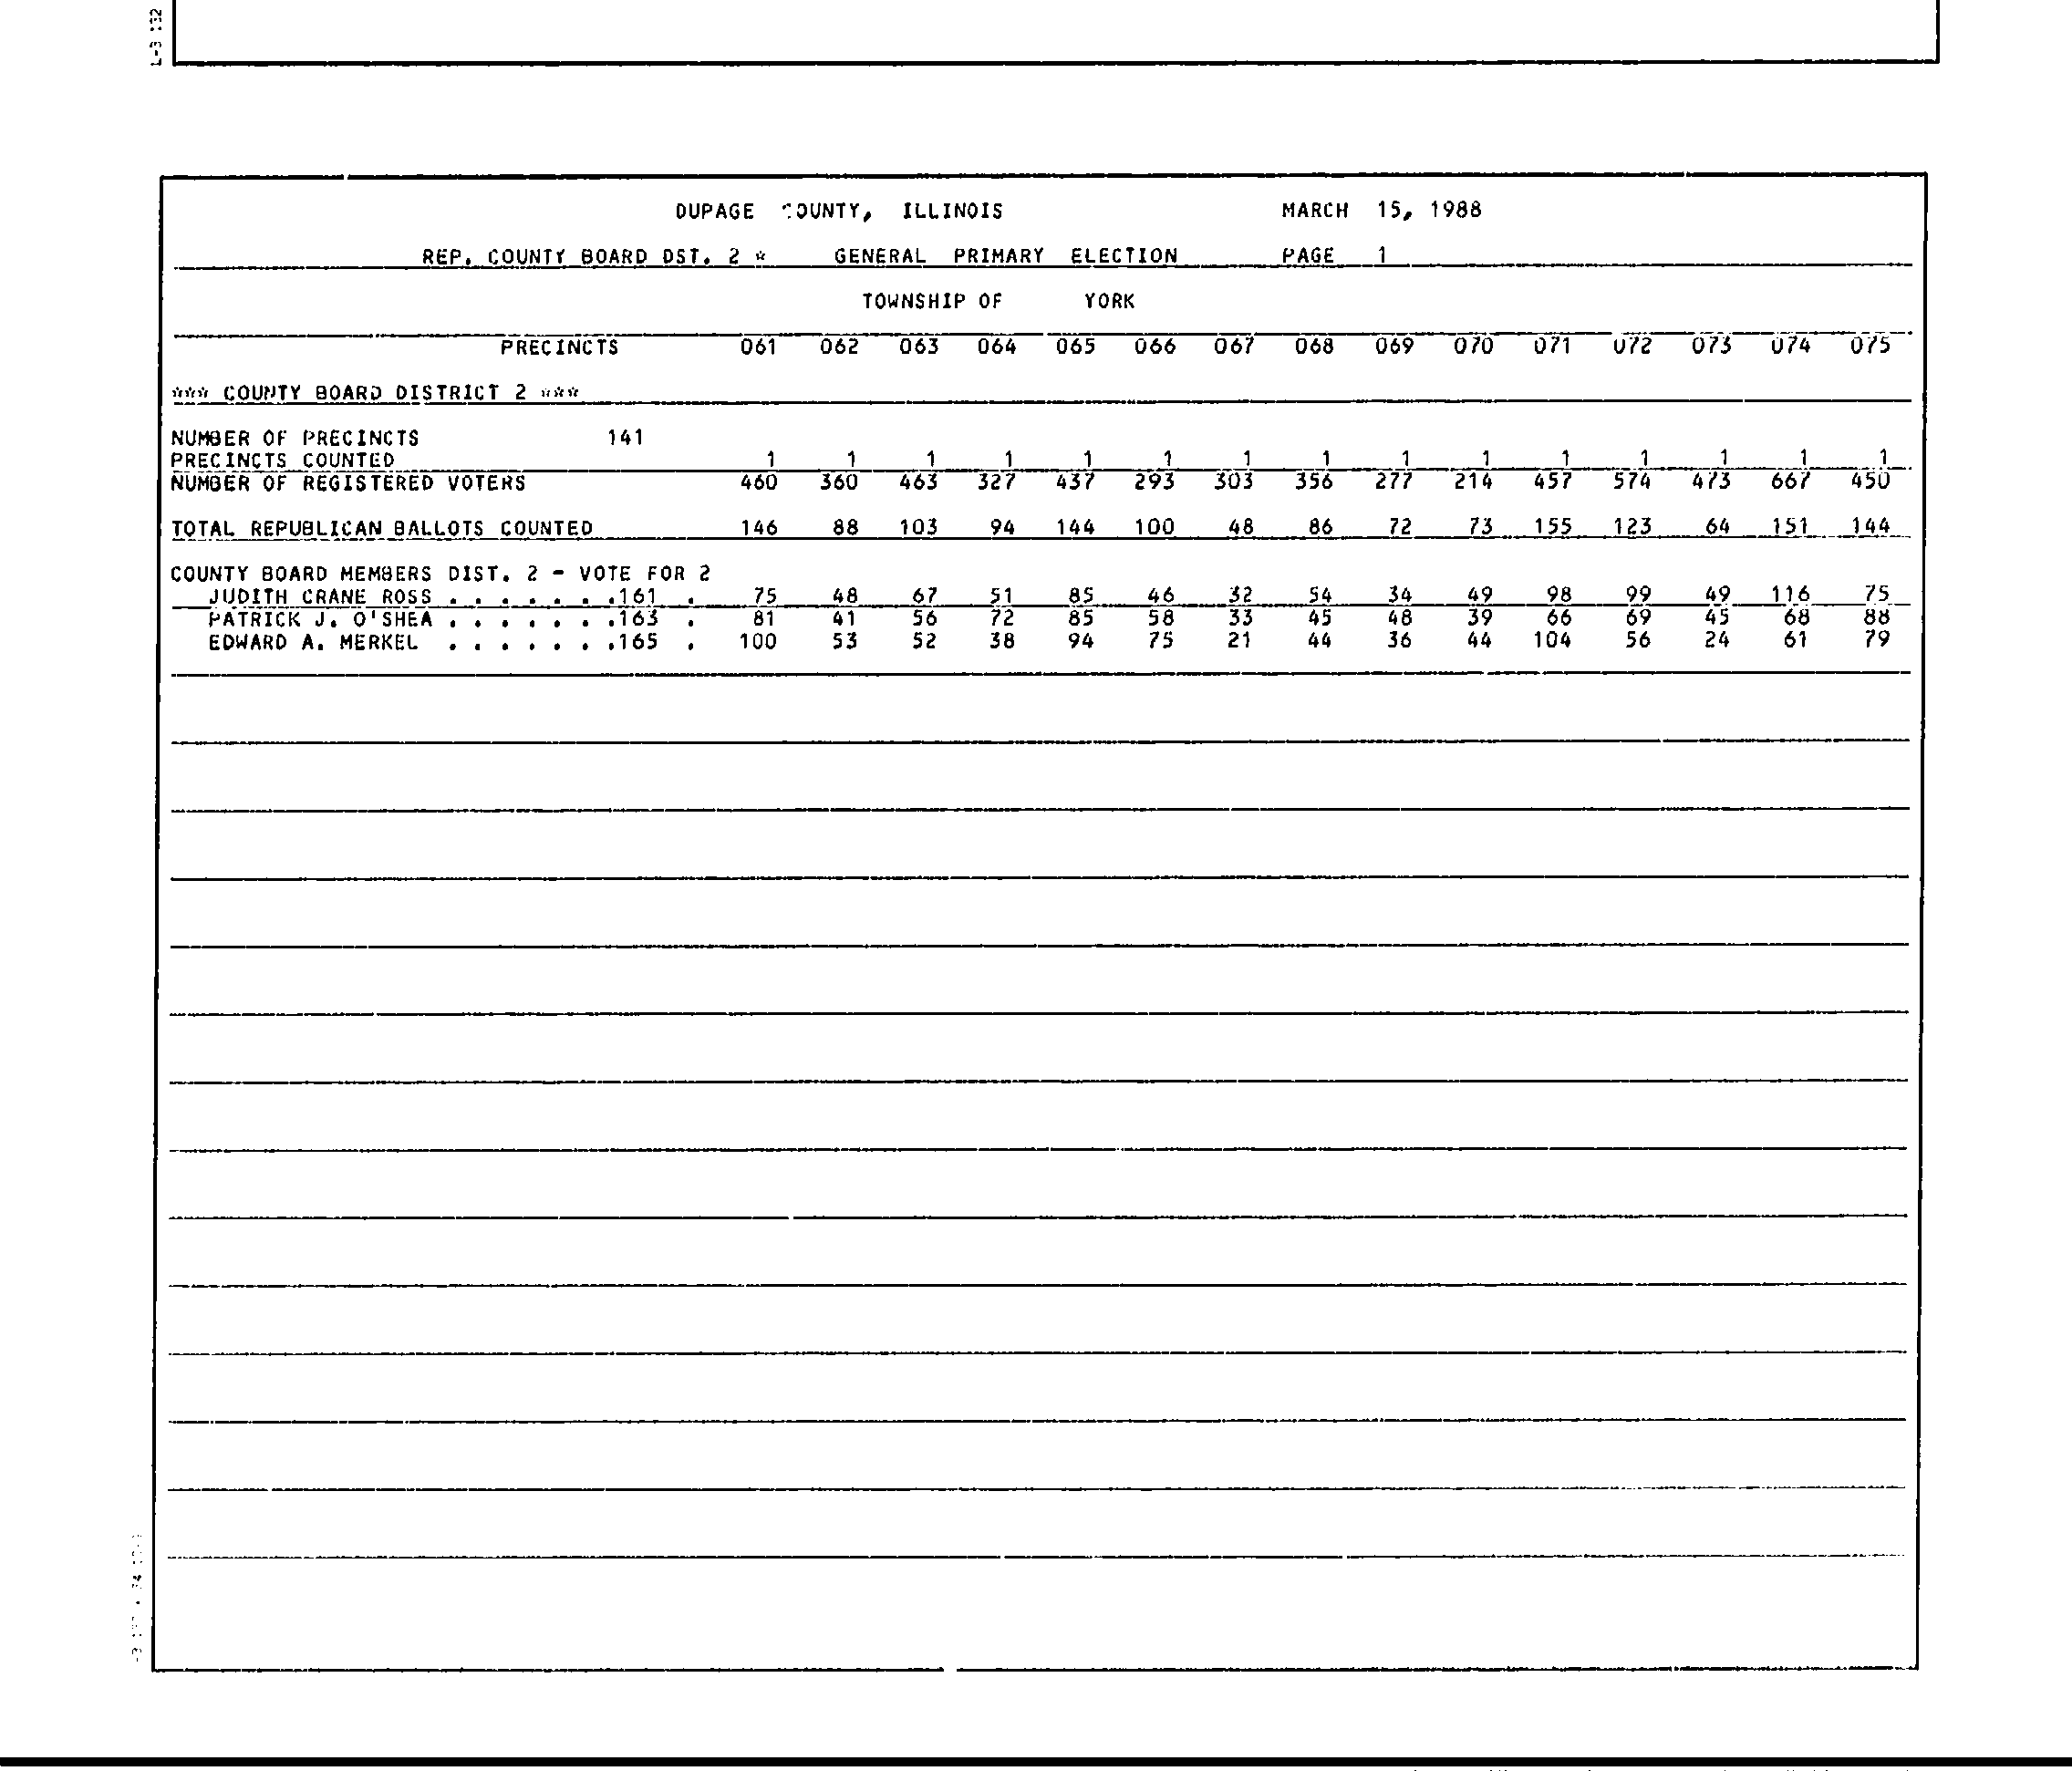 L-3 132
DUPAGE COUNTY, ILLINOIS MARCH 15, 1988
REP. COUNTY BOARD DST. 2 * GENERAL PRIMARY ELECTION PAGE 1
TOWNSHIP OF YORK
PRECINCTS 061 062 063 064 065 066 067 068 069 070 071 072 073 074 075
*** COUNTY BOARD DISTRICT 2 ***
NUMBER OF PRECINCTS 141
PRECINCTS COUNTED 1 1 1 1 1 1 1 1 1 1 1 1 1 1 1
NUMBER OF REGISTERED VOTERS 460 360 463 327 437 293 303 356 277 214 457 574 473 667 450
TOTAL REPUBLICAN BALLOTS COUNTED 146 88 103 94 144 100 48 86 72 73 155 123 64 151 144
COUNTY BOARD MEMBERS DIST. 2 - VOTE FOR 2
JUDITH CRANE ROSS . . . . . . .161 . 75 48 67 51 85 46 32 54 34 49 98 99 49 116 75
PATRICK J. O'SHEA . . . . . . .163 . 81 41 56 72 85 58 33 45 48 39 66 69 45 68 88
EDWARD A. MERKEL . . . . . . .165 . 100 53 52 38 94 75 21 44 36 44 104 56 24 61 79